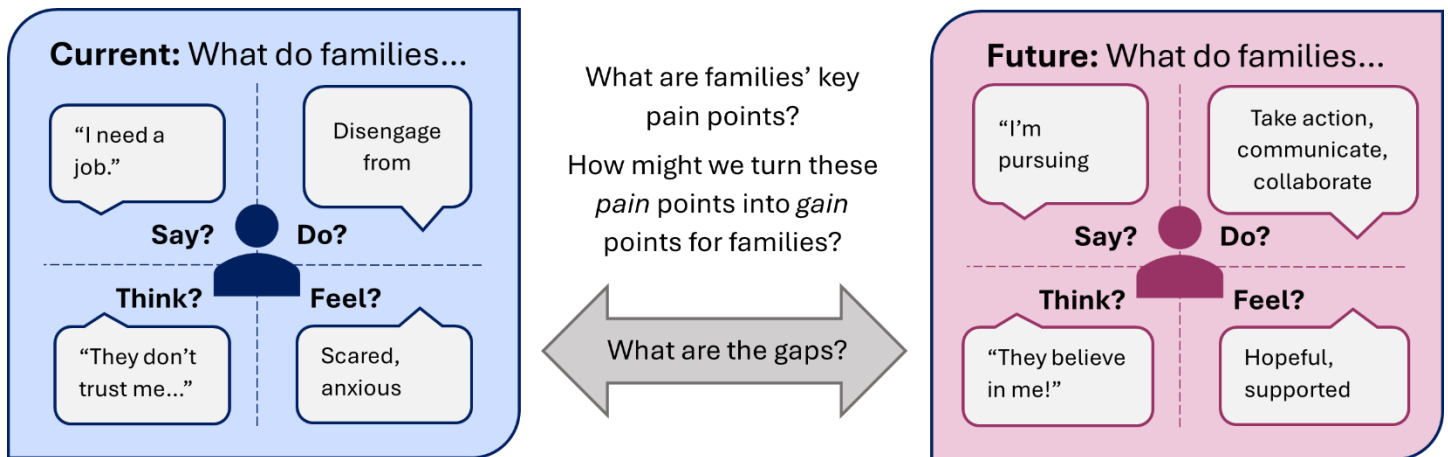 Current: What do families...
“I need a
job.”
Disengage
from
Say?
Do?
Think?
Feel?
“They don’t
trust me...”
Scared,
anxious
What are families’ key
pain points?
How might we turn these
pain points into gain
points for families?
What are the gaps?
Future: What do families...
“I’m
pursuing
Take action,
communicate,
collaborate
Say?
Do?
Think?
Feel?
“They believe
in me!”
Hopeful,
supported